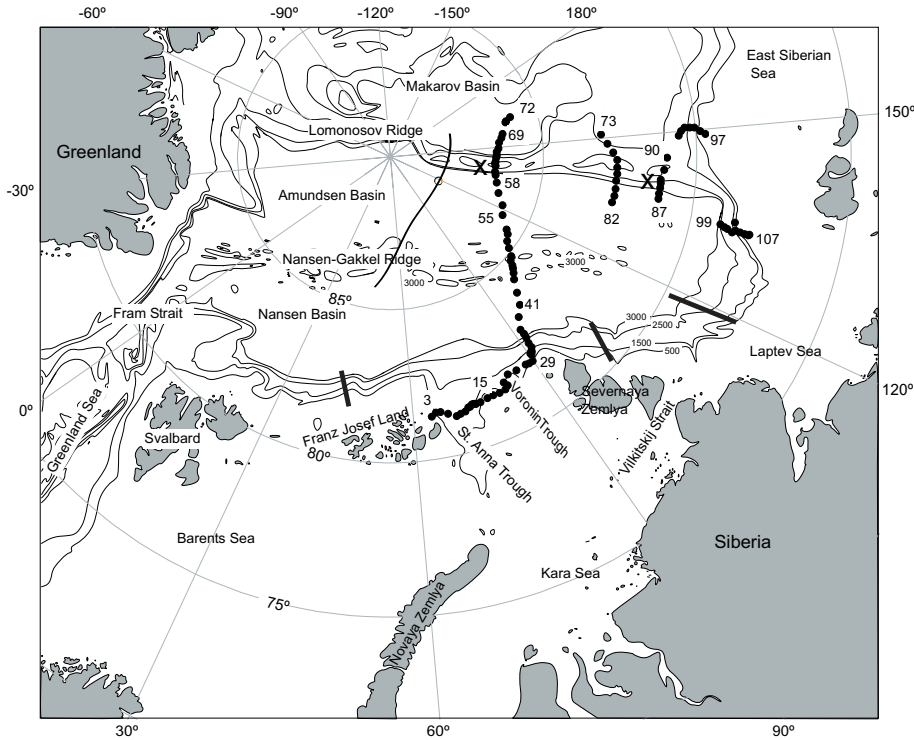 -60º
-90º
-120º
-150º
180º
East Siberian
Sea
Makarov Basin
72
73
150º
Lomonosov Ridge
69
97
90
Greenland
X
X
58
-30º
Amundsen Basin
82
87
55
99
107
Nansen-Gakkel Ridge
3000
3000
85º
41
Nansen Basin
Fram Strait
3000
2500
1500
500
Laptev Sea
29
15
3
Severnaya
Zemlya
120º
0º
Voronin Trough
Franz Josef Land
80º
Greenland Sea
Svalbard
St. Anna Trough
Vilkitskij Strait
Barents Sea
Siberia
Kara Sea
75º
Novaya Zemlya
30º
60º
90º